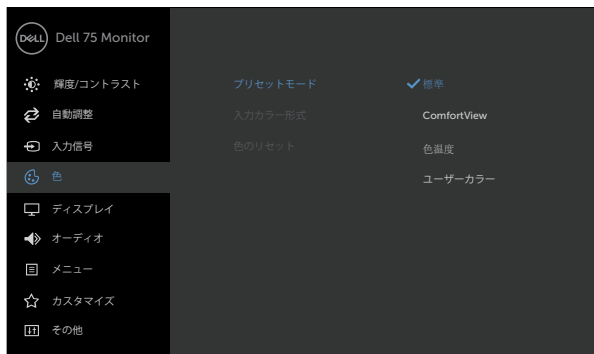 DELL Dell 75 Monitor
輝度/コントラスト プリセットモード 標準
自動調整 入力カラー形式 ComfortView
入力信号 色のリセット 色温度
色 ユーザーカラー
ディスプレイ
オーディオ
メニュー
カスタマイズ
その他